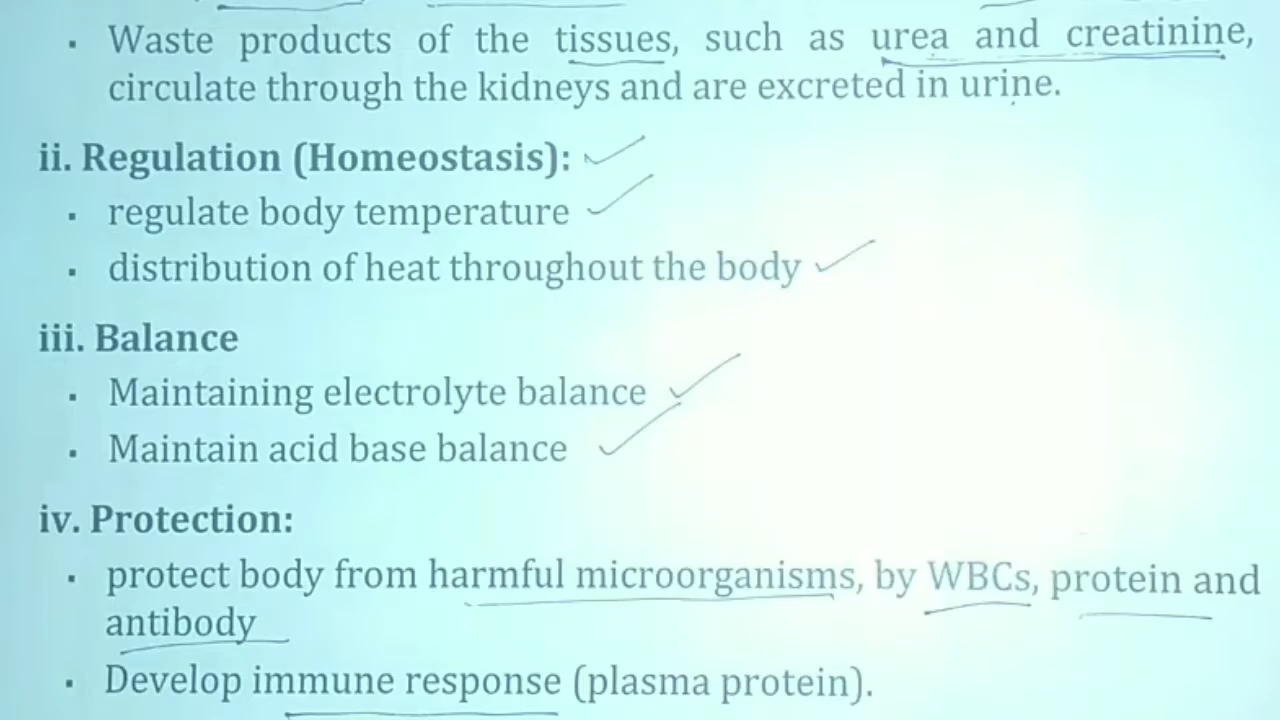 ▪ Waste products of the tissues, such as urea and creatinine,
circulate through the kidneys and are excreted in urine.
ii. Regulation (Homeostasis):
▪ regulate body temperature
▪ distribution of heat throughout the body
iii. Balance
▪ Maintaining electrolyte balance
▪ Maintain acid base balance
iv. Protection:
▪ protect body from harmful microorganisms, by WBCs, protein and
antibody
▪ Develop immune response (plasma protein).